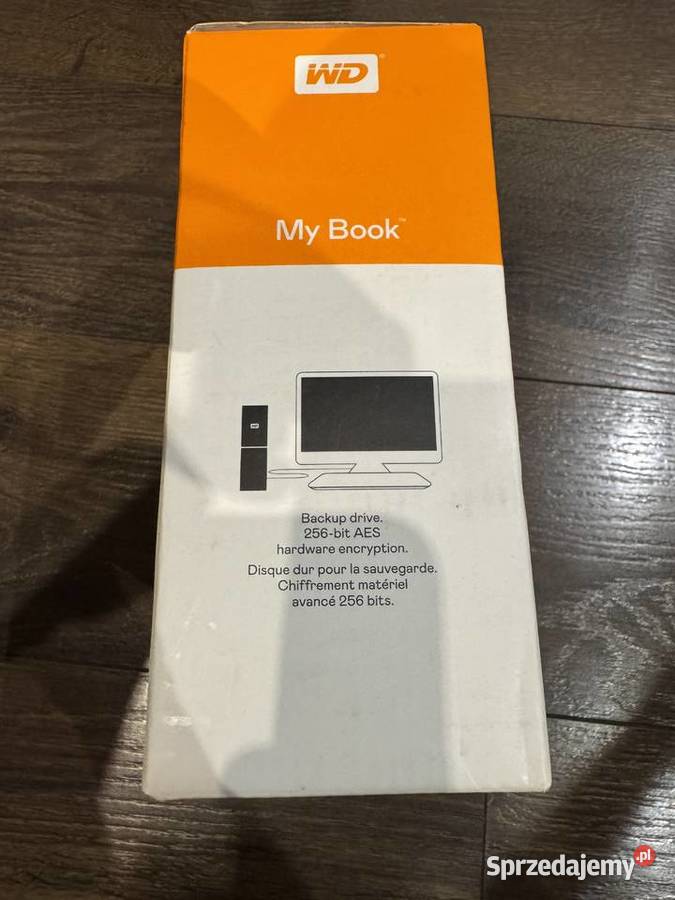 WD®
My Book™
WD
Backup drive.
256-bit AES
hardware encryption.
Disque dur pour la sauvegarde.
Chiffrement matériel
avancé 256 bits.
Sprzedajemy.pl